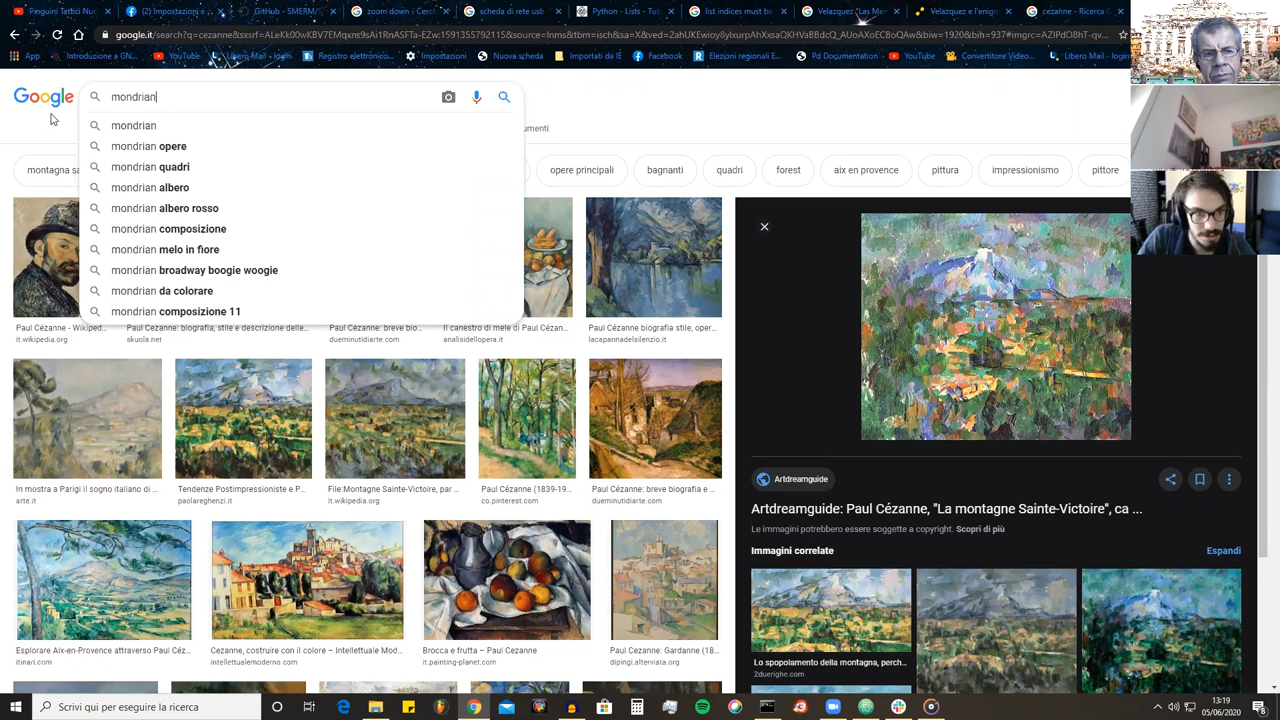 Pinguini Tattici Nucl
(2) Impostazioni e
GitHub - SMERM/
zoom down - Cerc
scheda di rete usb
Python - Lists - Tut
list indices must be
Velazquez "Las M
Velazquez e l'enig
cezanne - Ricerca G
google.it/search?q=cezanne&sxsrf=ALeKk00wKBV7EMqxns9sAi1RnASFTa-EZw:1591355792115&source=lnms&tbm=isch&sa=X&ved=2ahUKEwioy6ylxurpAhXxsaQKHVaBBdcQ_AUoAXoECBoQAw&biw=1920&bih=937#imgrc=AZIPdO8hT-qv...
App
Introduzione a GN...
YouTube
Libero Mail - login
Registro elettronico...
Impostazioni
Nuova scheda
Importati da IE
Facebook
Elezioni regionali E...
Pd Documentation
YouTube
Convertitore Video...
Libero Mail - login
Google
mondrian
mondrian
mondrian opere
mondrian quadri
mondrian albero
mondrian albero rosso
mondrian composizione
mondrian melo in fiore
mondrian broadway boogie woogie
mondrian da colorare
mondrian composizione 11
umenti
montagna sa
opere principali
bagnanti
quadri
forest
aix en provence
pittura
impressionismo
pittore
Paul Cézanne - Wikiped...
it.wikipedia.org
Paul Cézanne: biografia, stile e descrizione delle...
skuola.net
Paul Cézanne: breve bio...
dueminutidiarte.com
Il canestro di mele di Paul Cézan...
analisidellopera.it
Paul Cézanne biografia stile, oper...
lacapannadelsilenzio.it
In mostra a Parigi il sogno italiano di ...
arte.it
Tendenze Postimpressioniste e P...
paolareghenzi.it
File:Montagne Sainte-Victoire, par ...
it.wikipedia.org
Paul Cézanne (1839-19...
co.pinterest.com
Paul Cézanne: breve biografia e ...
dueminutidiarte.com
Esplorare Aix-en-Provence attraverso Paul Céz...
itinari.com
Cezanne, costruire con il colore – Intellettuale Mod...
intellettualemoderno.com
Brocca e frutta – Paul Cezanne
it.painting-planet.com
Paul Cézanne: Gardanne (18...
dipingi.altervista.org
Artdreamguide
Artdreamguide: Paul Cézanne, "La montagne Sainte-Victoire", ca ...
Le immagini potrebbero essere soggette a copyright. Scopri di più
Immagini correlate
Espandi
Lo spopolamento della montagna, perch...
2duerighe.com
Scrivi qui per eseguire la ricerca
13:19
05/06/2020